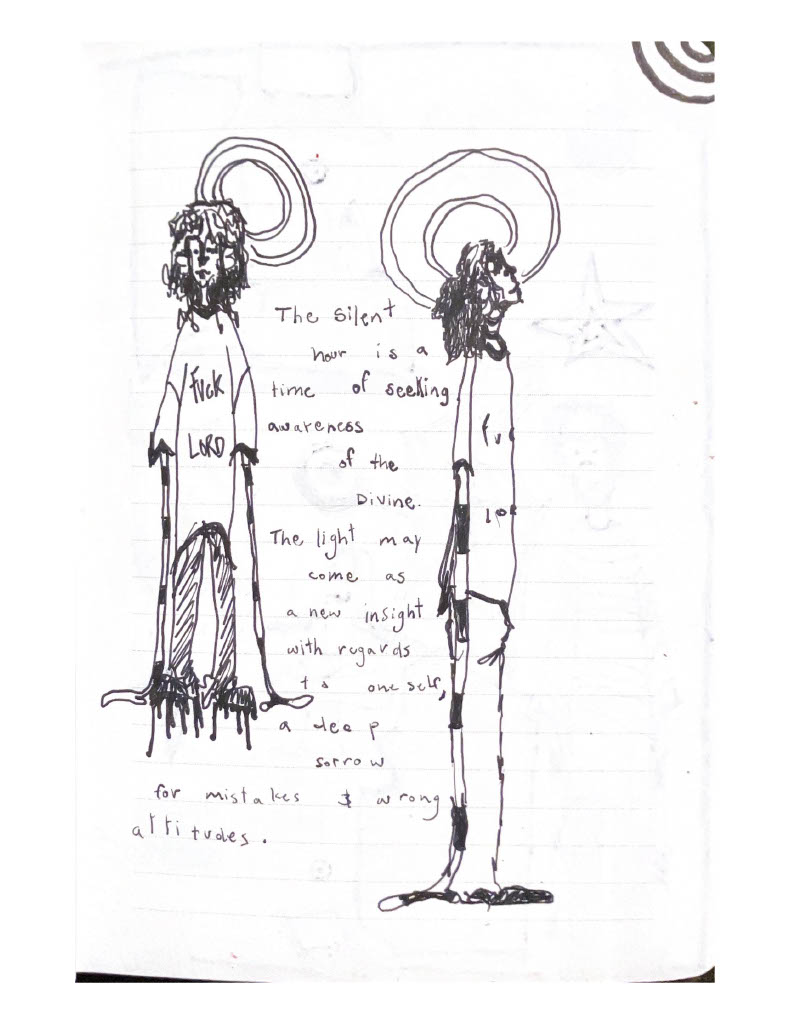 FUCK
LORD
The Silent
hour is a
time of seeking
awareness
of the
Divine.
The light may
come as
a new insight
with regards
to oneself,
a deep
sorrow
for mistakes & wrong
attitudes.
fuc
lor